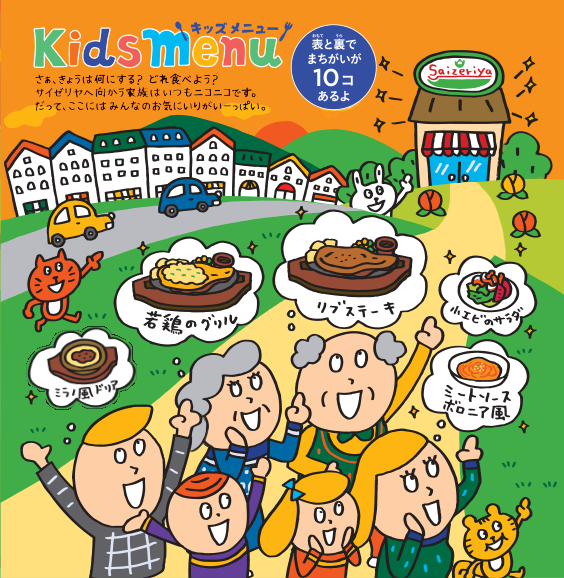 キッズメニュー
Kids menu
さぁ、きょうは何にする? どれ食べよう?
サイゼリヤへ向かう家族はいつもニコニコです。
だって、ここにはみんなのお気にいりがいーっぱい。
おもて うら
表と裏で
まちがいが
10コ
あるよ
Saizeriya
若鶏のグリル
リブステーキ
小エビのサラダ
ミラノ風ドリア
ミートソース
ボロニア風